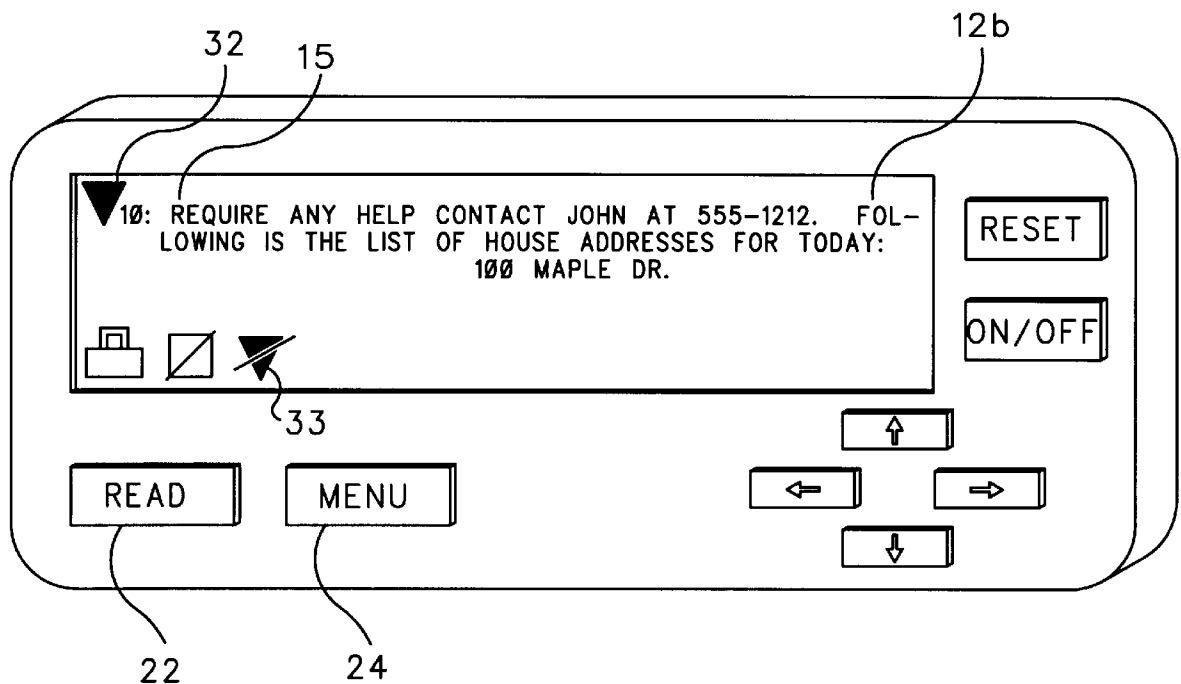 32
15
12b
10: REQUIRE ANY HELP CONTACT JOHN AT 555-1212. FOL-
LOWING IS THE LIST OF HOUSE ADDRESSES FOR TODAY:
100 MAPLE DR.
RESET
ON/OFF
33
READ
MENU
22
24